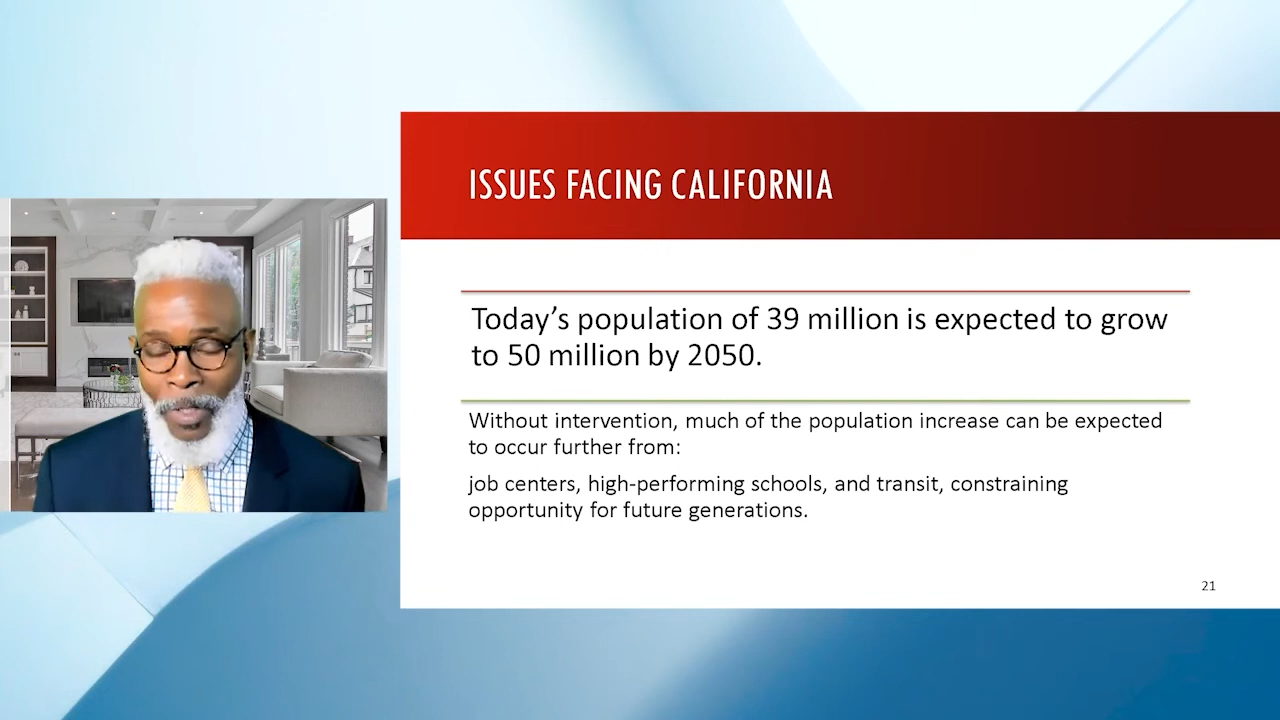 ISSUES FACING CALIFORNIA
Today’s population of 39 million is expected to grow
to 50 million by 2050.
Without intervention, much of the population increase can be expected
to occur further from:
job centers, high-performing schools, and transit, constraining
opportunity for future generations.
21